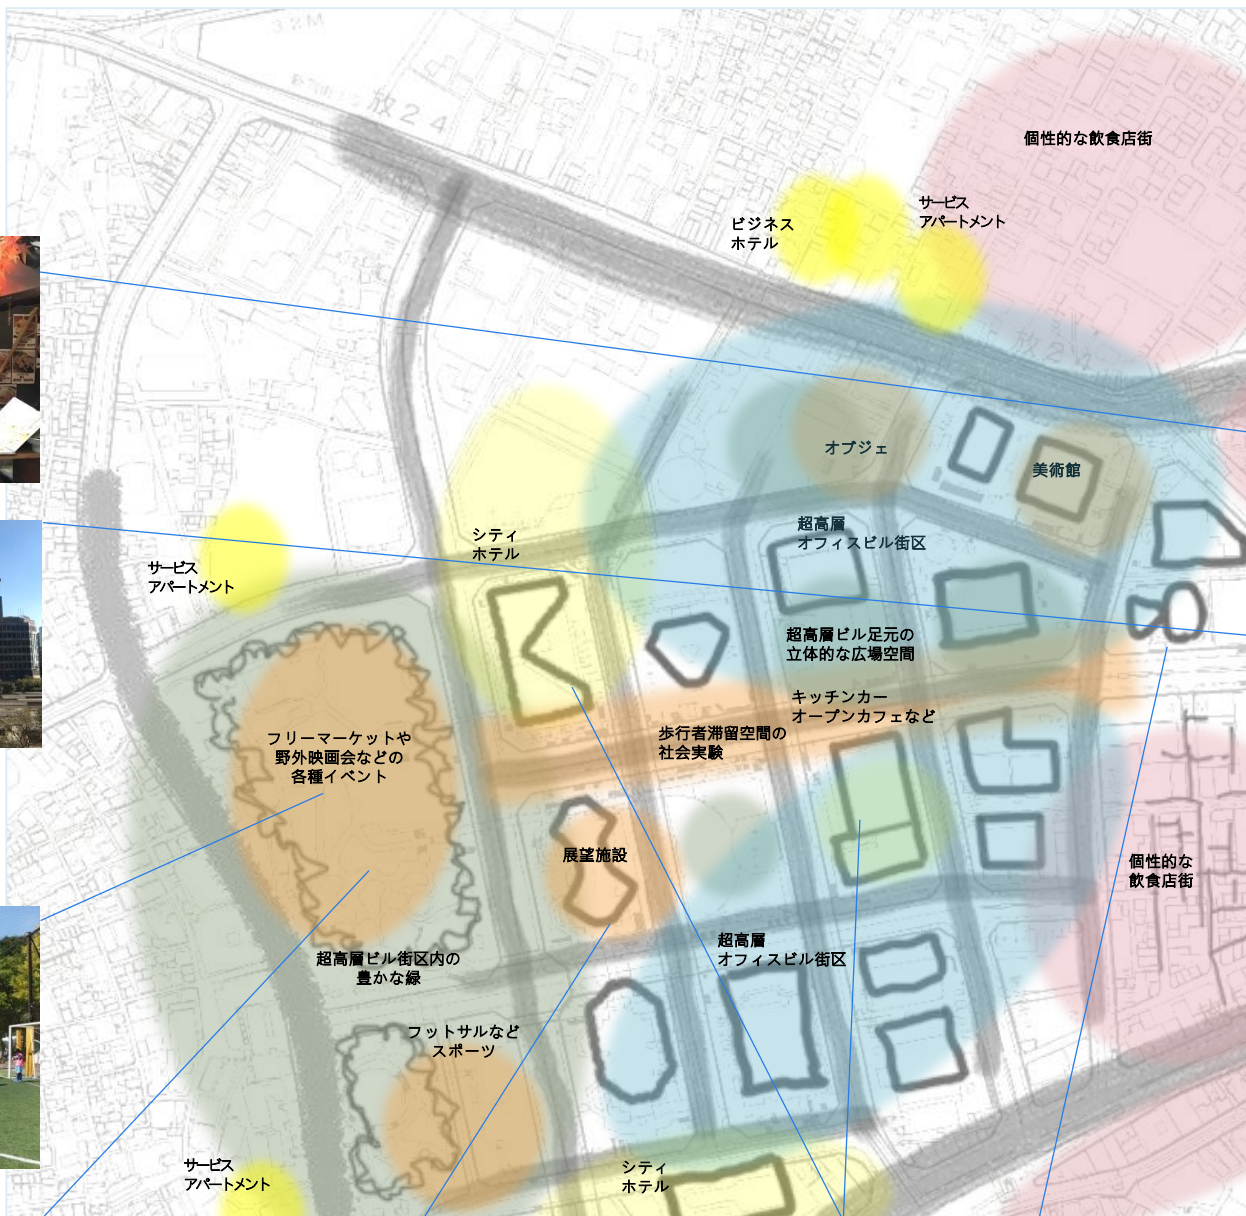 3２M
放２４
個性的な飲食店街
サービス
アパートメント
ビジネス
ホテル
放２４
オブジェ
美術館
超高層
オフィスビル街区
シティ
ホテル
サービス
アパートメント
超高層ビル足元の
立体的な広場空間
キッチンカー
オープンカフェなど
歩行者滞留空間の
社会実験
フリーマーケットや
野外映画会などの
各種イベント
展望施設
個性的な
飲食店街
超高層ビル街区内の
豊かな緑
超高層
オフィスビル街区
フットサルなど
スポーツ
サービス
アパートメント
シティ
ホテル